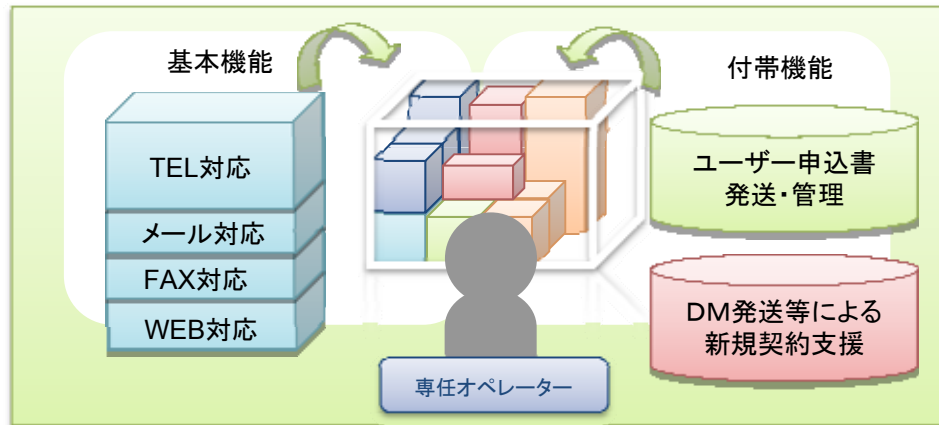 基本機能
TEL対応
メール対応
FAX対応
WEB対応
付帯機能
ユーザー申込書
発送・管理
DM発送等による
新規契約支援
専任オペレーター